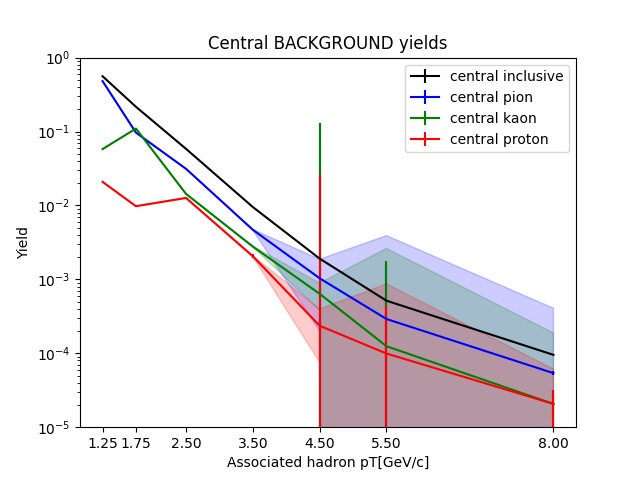 Central BACKGROUND yields
central inclusive
central pion
central kaon
central proton
Yield
10^0
10^-1
10^-2
10^-3
10^-4
10^-5
1.25 1.75 2.50 3.50 4.50 5.50 8.00
Associated hadron pT[GeV/c]